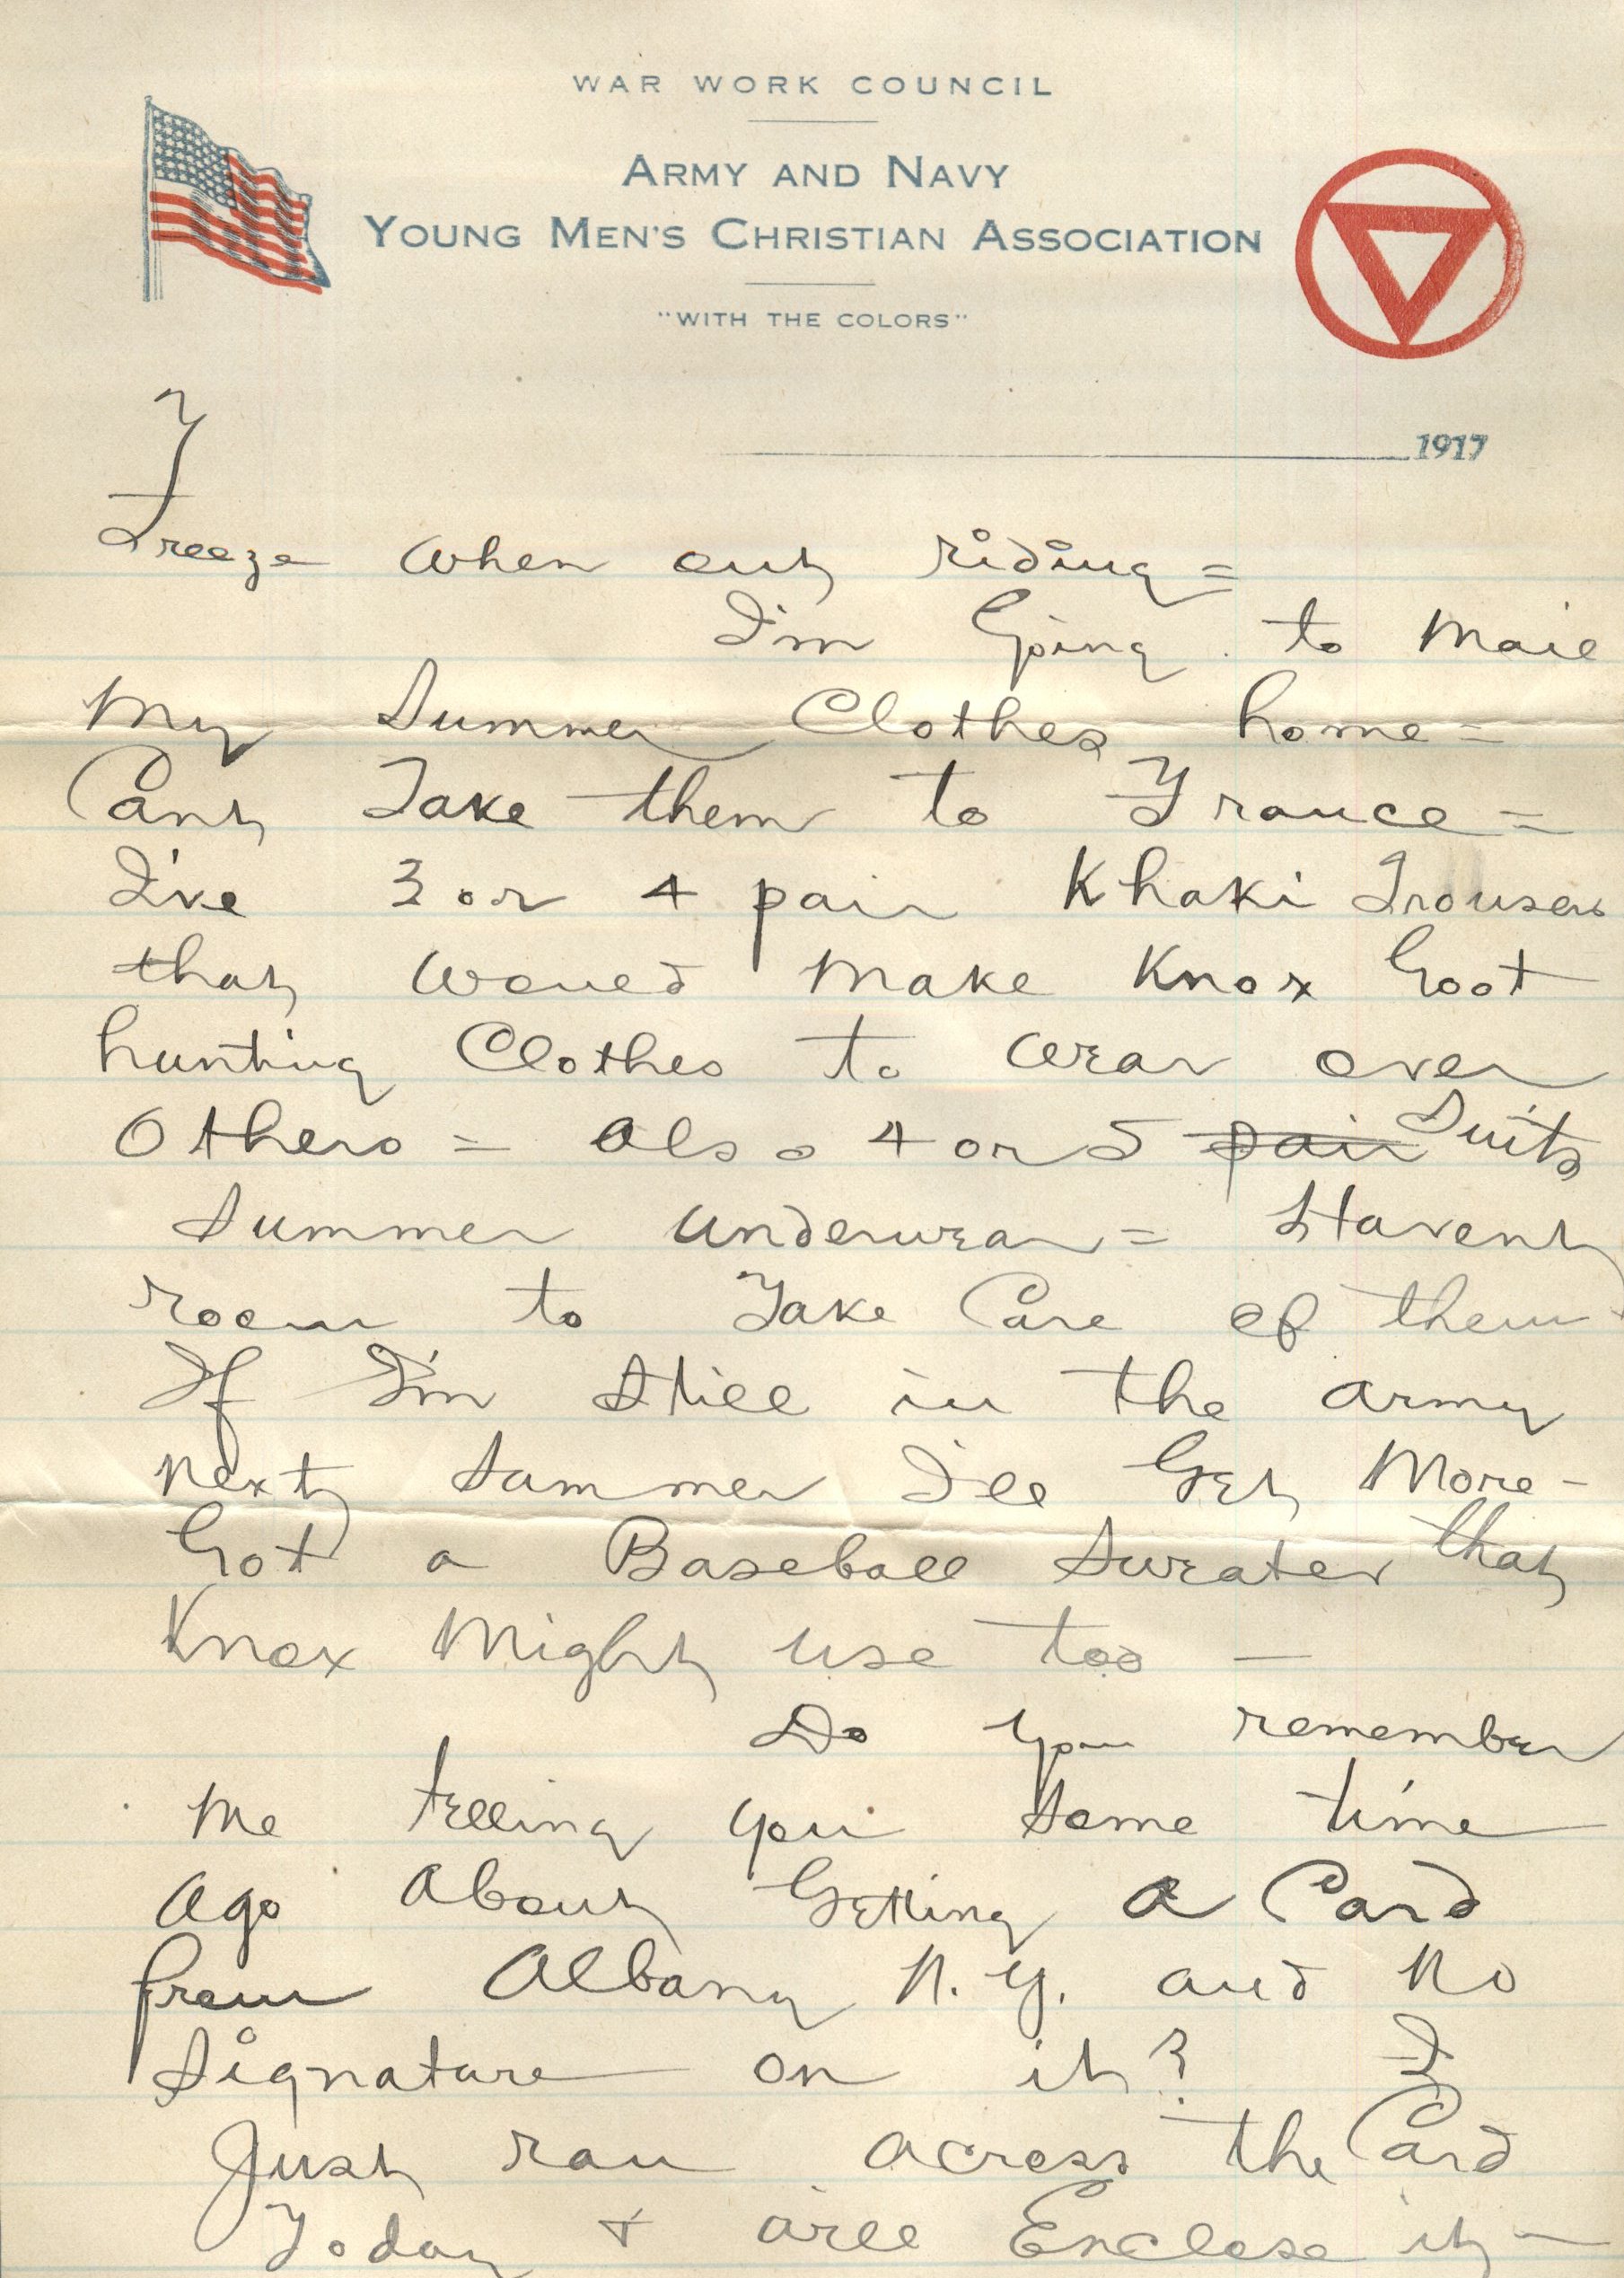 WAR WORK COUNCIL
ARMY AND NAVY
YOUNG MEN'S CHRISTIAN ASSOCIATION
"WITH THE COLORS"
1917
Freeze when out riding =
I'm Going to Mail
My Summer Clothes home =
Cant Take them to France =
I've 3 or 4 pair Khaki Trousers
that would Make Knox Good
hunting Clothes to wear over
Others = also 4 or 5 pair Suits
Summer underwear = Havent
room to Take Care of them
If I'm Still in the army
next Summer I'll Get More -
Got a Baseball Sweater that
Knox Might use too —
Do you remember
Me telling you some time
ago about Getting a Card
from Albany N.Y. and no
Signature on it? I
Just ran across the Card
Today + will Enclose it —